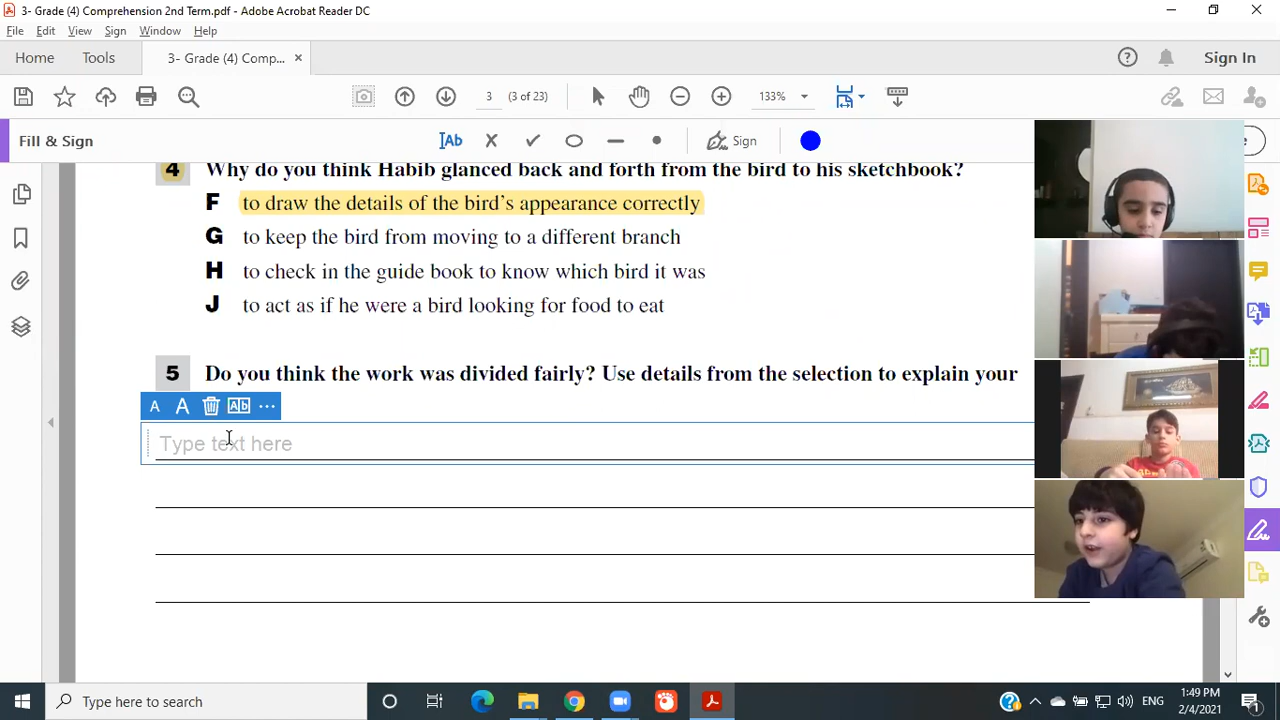 3- Grade (4) Comprehension 2nd Term.pdf - Adobe Acrobat Reader DC
File Edit View Sign Window Help
Home Tools 3- Grade (4) Comp... × Sign In
3 (3 of 23) 133%
Fill & Sign Ab Sign
4 Why do you think Habib glanced back and forth from the bird to his sketchbook?
F to draw the details of the bird's appearance correctly
G to keep the bird from moving to a different branch
H to check in the guide book to know which bird it was
J to act as if he were a bird looking for food to eat
5 Do you think the work was divided fairly? Use details from the selection to explain your
A A Ab ...
Type text here
Type here to search
ENG
1:49 PM
2/4/2021